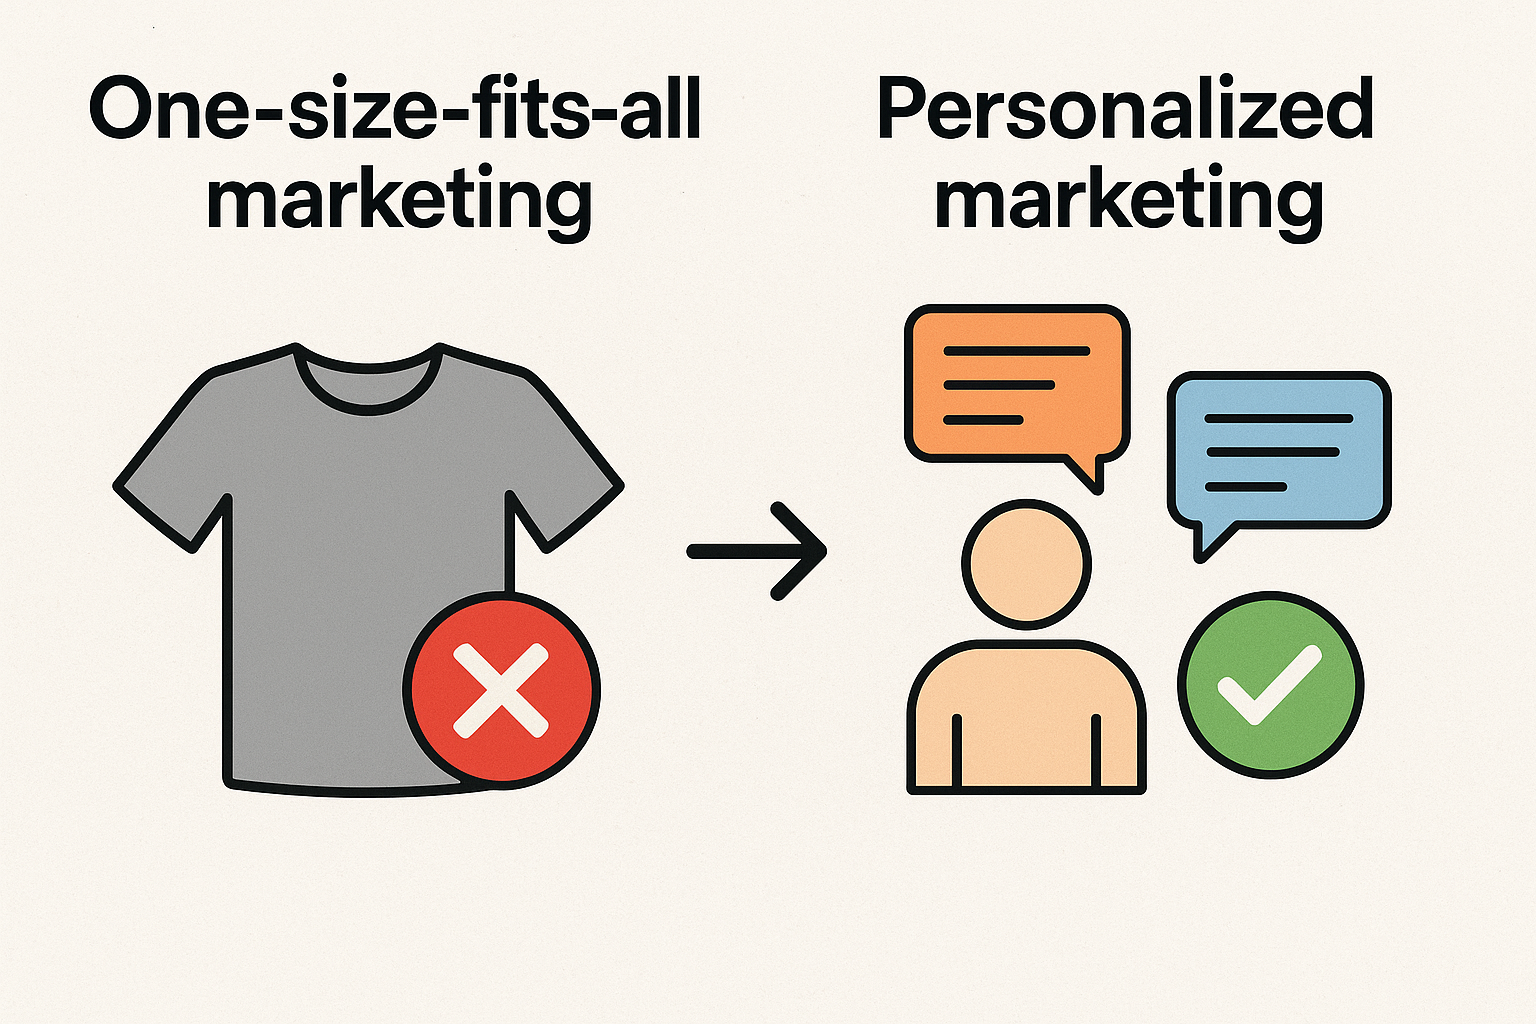 One-size-fits-all
marketing
Personalized
marketing